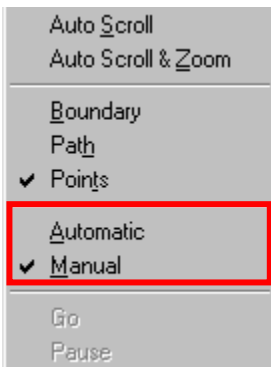 Auto Scroll
Auto Scroll & Zoom
Boundary
Path
Points
Automatic
Manual
Go
Pause